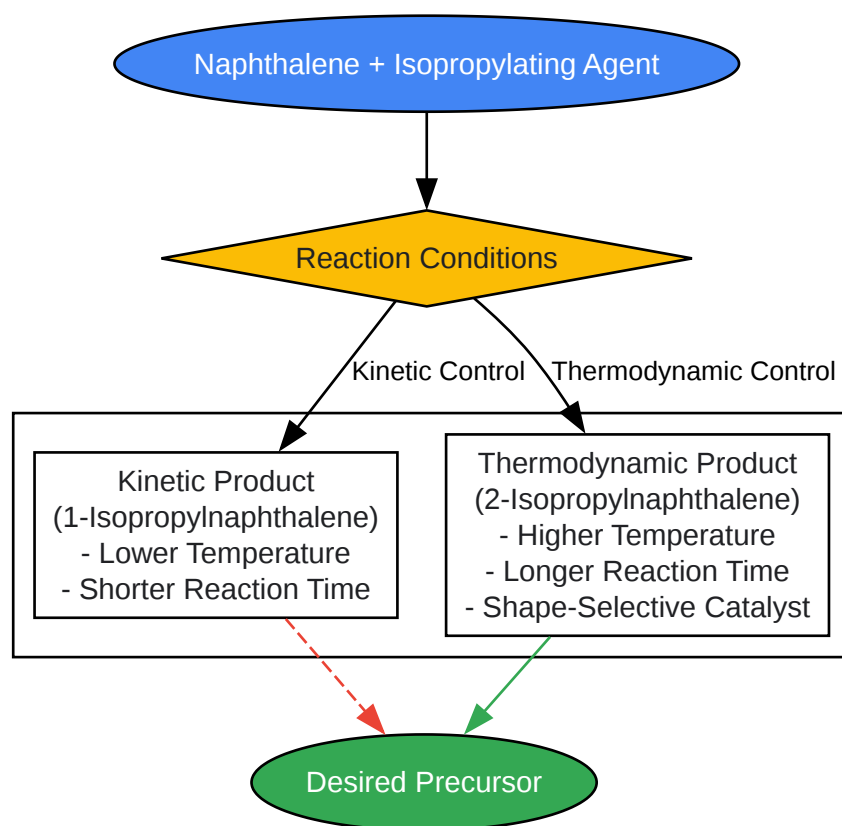 Naphthalene + Isopropylating Agent
Reaction Conditions
Kinetic Control
Thermodynamic Control
Kinetic Product
(1-Isopropylnaphthalene)
- Lower Temperature
- Shorter Reaction Time
Thermodynamic Product
(2-Isopropylnaphthalene)
- Higher Temperature
- Longer Reaction Time
- Shape-Selective Catalyst
Desired Precursor